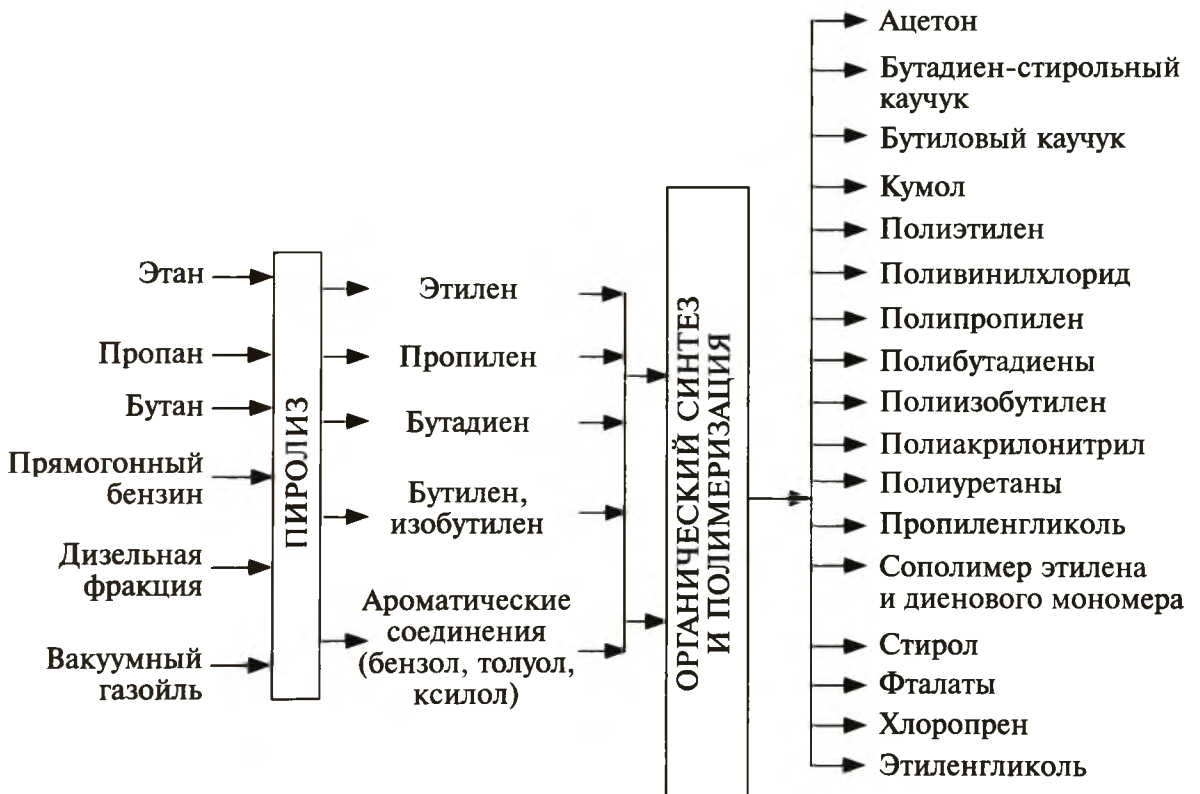 Этан
Пропан
Бутан
Прямогонный
бензин
Дизельная
фракция
Вакуумный
газойль
ПИРОЛИЗ
Этилен
Пропилен
Бутадиен
Бутилен,
изобутилен
Ароматические
соединения
(бензол, толуол,
ксилол)
ОРГАНИЧЕСКИЙ СИНТЕЗ
И ПОЛИМЕРИЗАЦИЯ
Ацетон
Бутадиен-стирольный
каучук
Бутиловый каучук
Кумол
Полиэтилен
Поливинилхлорид
Полипропилен
Полибутадиены
Полиизобутилен
Полиакрилонитрил
Полиуретаны
Пропиленгликоль
Сополимер этилена
и диенового мономера
Стирол
Фталаты
Хлоропрен
Этиленгликоль